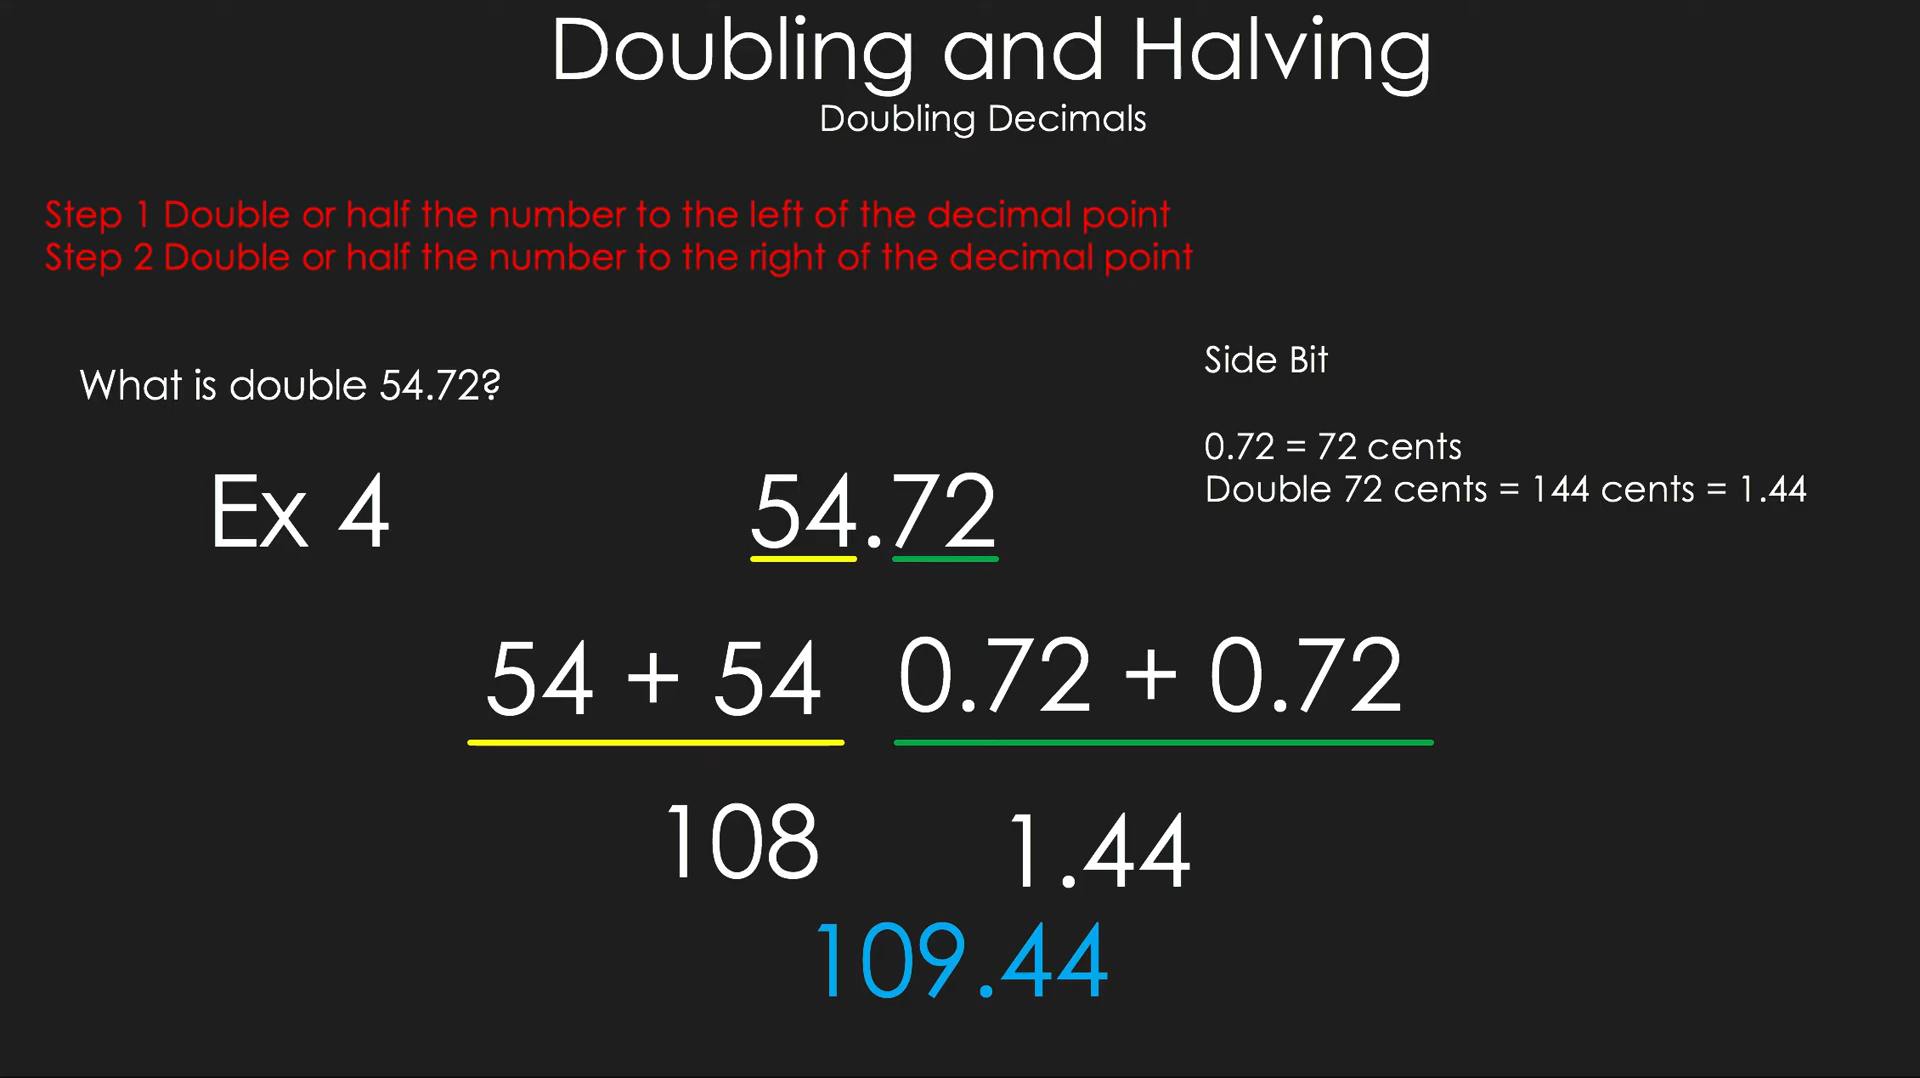 Doubling and Halving
Doubling Decimals
Step 1 Double or half the number to the left of the decimal point
Step 2 Double or half the number to the right of the decimal point
What is double 54.72?
Side Bit
0.72 = 72 cents
Double 72 cents = 144 cents = 1.44
Ex 4
54.72
54 + 54
0.72 + 0.72
108
1.44
109.44